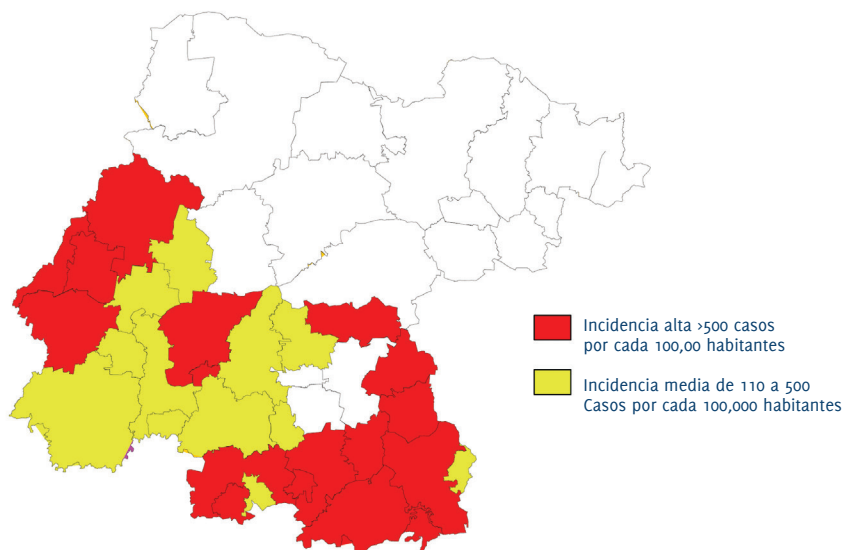 Incidencia alta >500 casos
por cada 100,00 habitantes
Incidencia media de 110 a 500
Casos por cada 100,000 habitantes